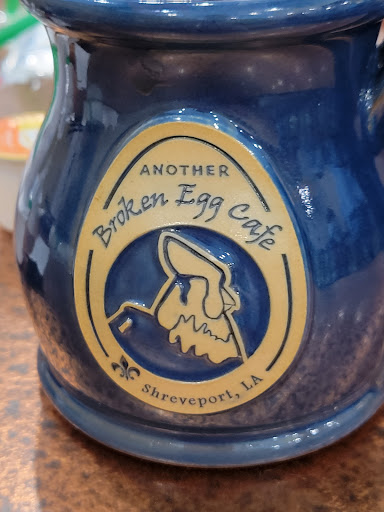 ANOTHER
Broken Egg Cafe
Shreveport, LA